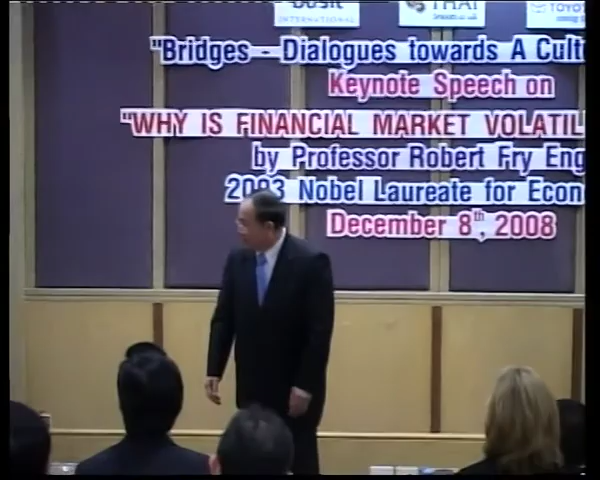 Dusit
INTERNATIONAL
THAI
TOYO
"Bridges - Dialogues towards A Cult
Keynote Speech on
"WHY IS FINANCIAL MARKET VOLATIL
by Professor Robert Fry Eng
2003 Nobel Laureate for Econ
December 8th, 2008